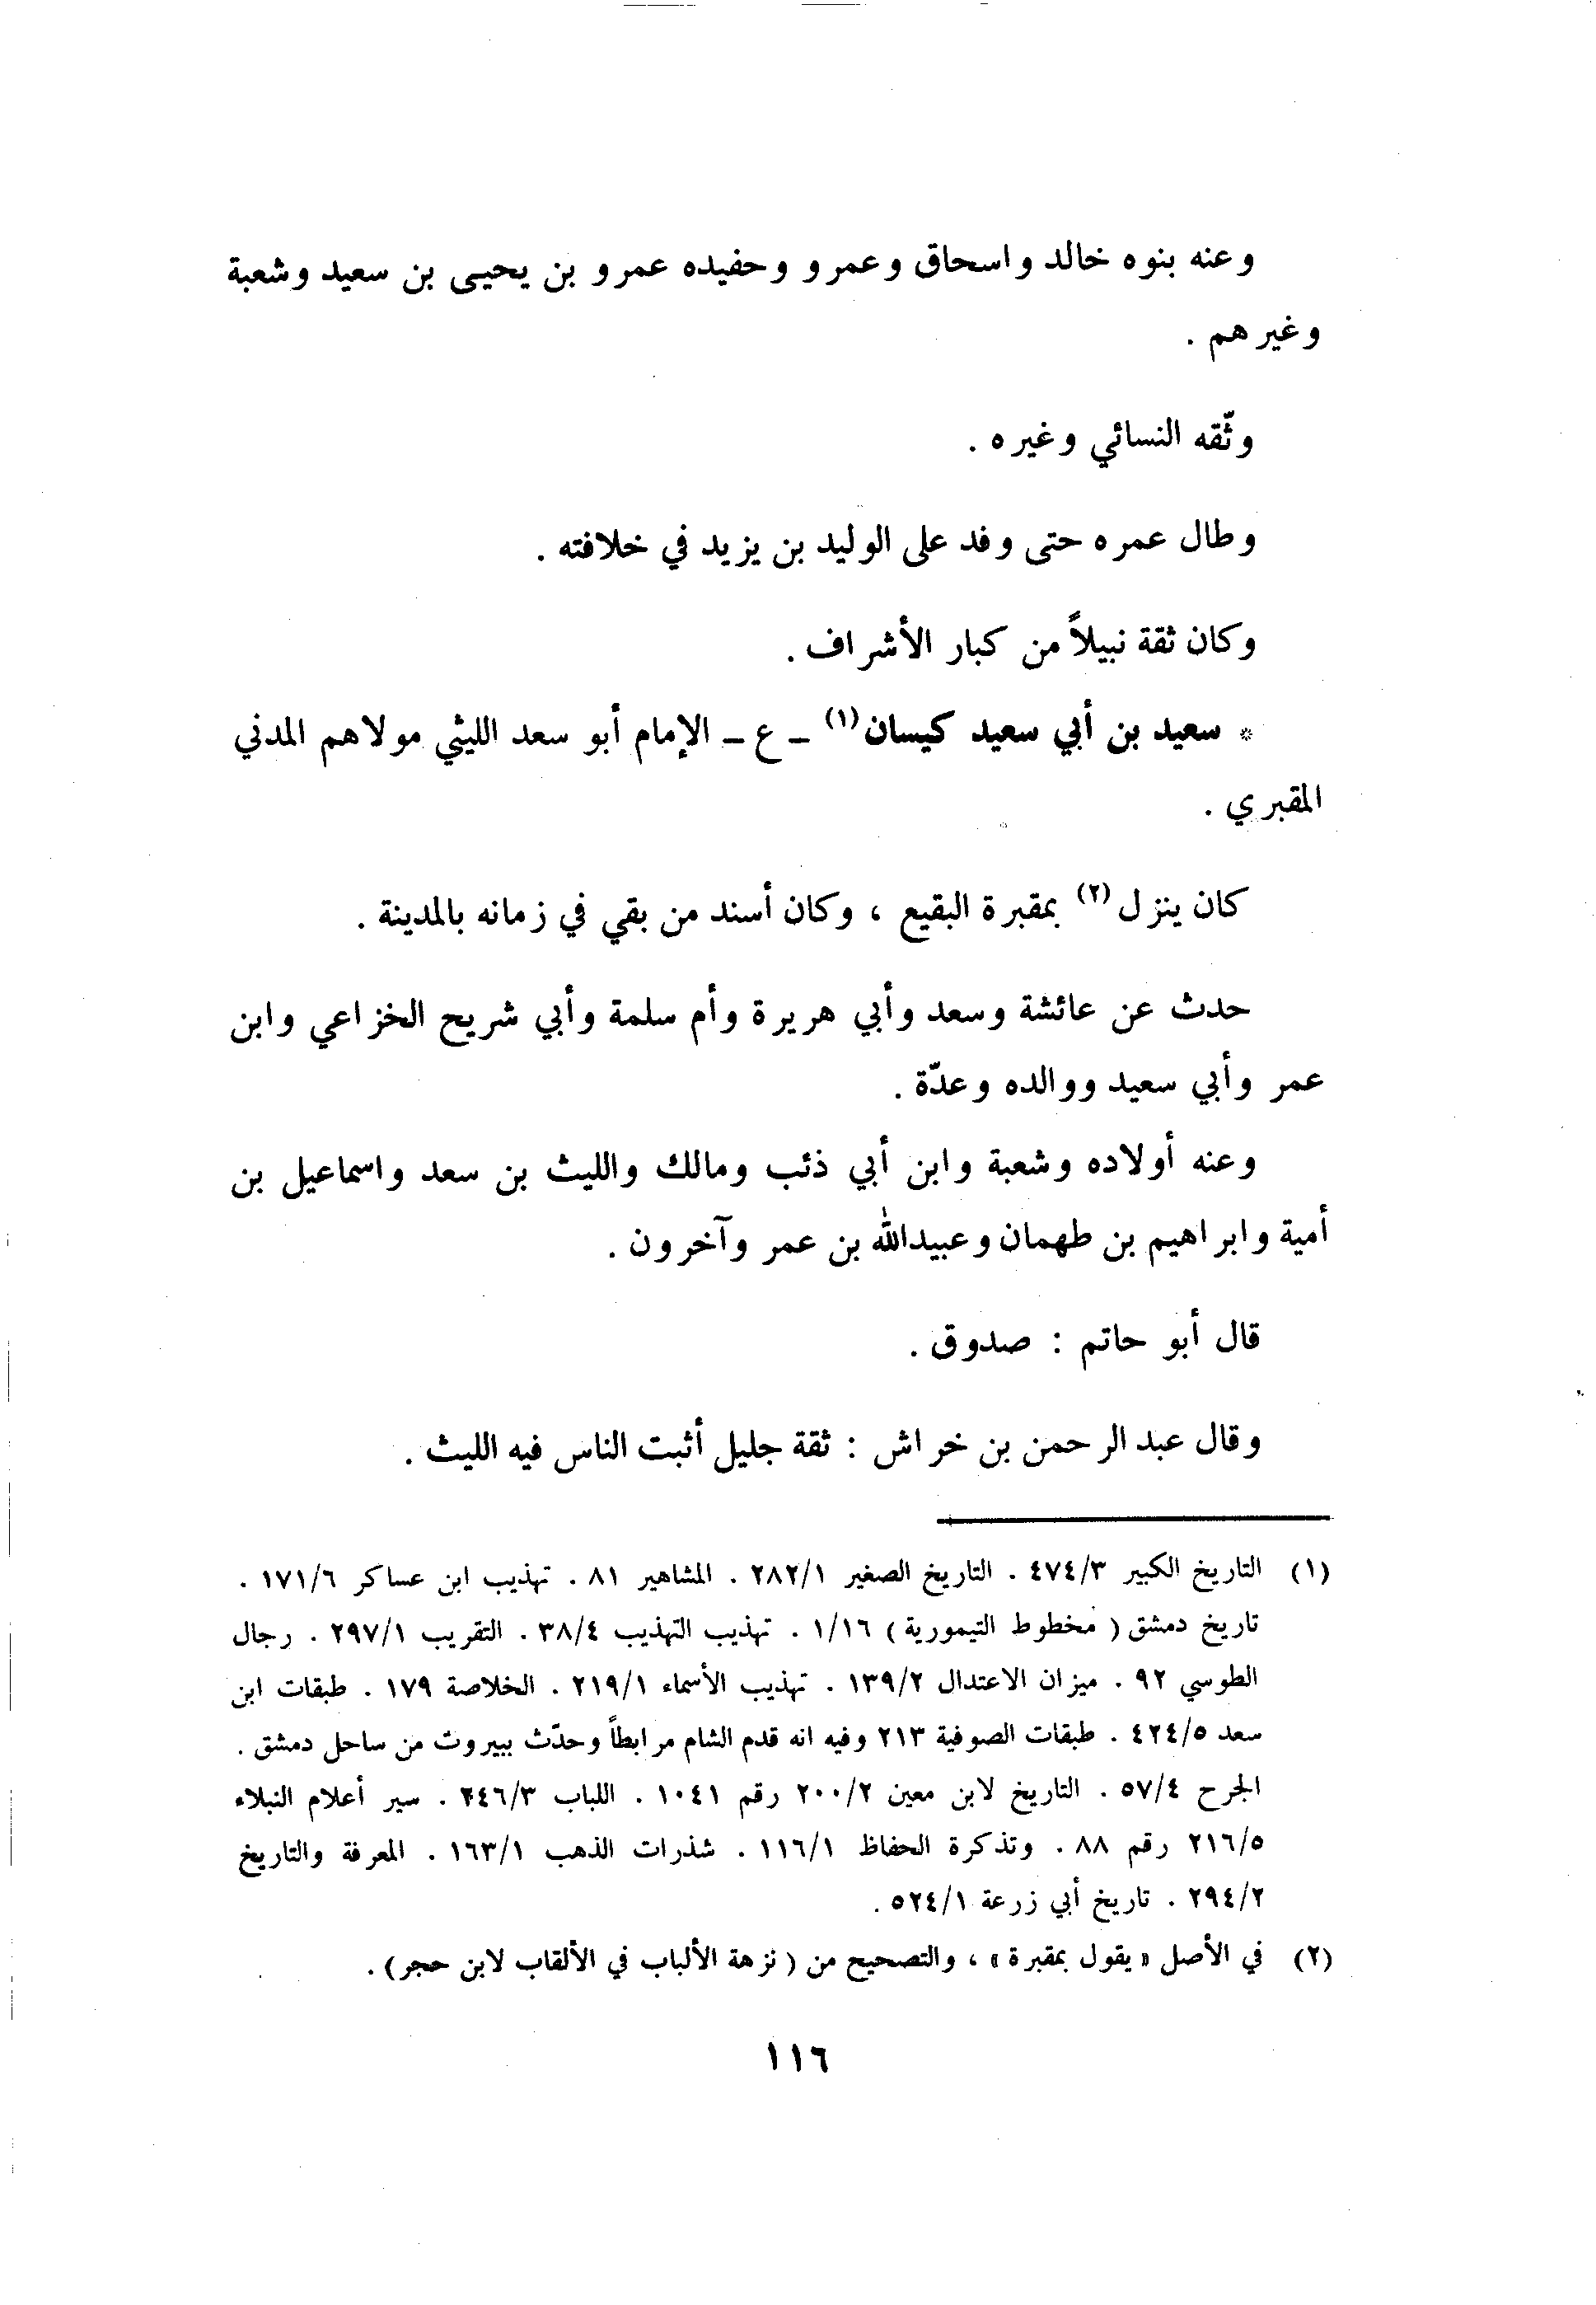 وعنه بنوه خالد واسحاق وعمرو وحفيده عمرو بن يحيى بن سعيد وشعبة
وغيرهم .
وثّقه النسائي وغيره .
وطال عمره حتى وفد على الوليد بن يزيد في خلافته .
وكان ثقة نبيلاً من كبار الأشراف .
* سعيد بن أبي سعيد كيسان (١) ـ ع ـ الإمام أبو سعد الليثي مولاهم المدني
المقبري .
كان ينزل (٢) بمقبرة البقيع ، وكان أسند من بقي في زمانه بالمدينة .
حدث عن عائشة وسعد وأبي هريرة وأم سلمة وأبي شريح الخزاعي وابن
عمر وأبي سعيد ووالده وعدّة .
وعنه أولاده وشعبة وابن أبي ذئب ومالك والليث بن سعد واسماعيل بن
أمية وابراهيم بن طهمان وعبيدالله بن عمر وآخرون .
قال أبو حاتم : صدوق .
وقال عبد الرحمن بن خراش : ثقة جليل أثبت الناس فيه الليث .
(١) التاريخ الكبير ٤٧٤/٣ . التاريخ الصغير ٢٨٢/١ . المشاهير ٨١ . تهذيب ابن عساكر ١٧١/٦ .
تاريخ دمشق ( مخطوط التيمورية ) ١/١٦ . تهذيب التهذيب ٣٨/٤ . التقريب ٢٩٧/١ . رجال
الطوسي ٩٢ . ميزان الاعتدال ١٣٩/٢ . تهذيب الأسماء ٢١٩/١ . الخلاصة ١٧٩ . طبقات ابن
سعد ٤٢٤/٥ . طبقات الصوفية ٢١٣ وفيه انه قدم الشام مرابطاً وحدّث ببيروت من ساحل دمشق .
الجرح ٥٧/٤ . التاريخ لابن معين ٢٠٠/٢ رقم ١٠٤١ . اللباب ٢٤٦/٣ . سير أعلام النبلاء
٢١٦/٥ رقم ٨٨ . وتذكرة الحفاظ ١١٦/١ . شذرات الذهب ١٦٣/١ . المعرفة والتاريخ
٢٩٤/٢ . تاريخ أبي زرعة ٥٢٤/١ .
(٢) في الأصل « يقول بمقبرة » ، والتصحيح من ( نزهة الألباب في الألقاب لابن حجر ) .
١١٦